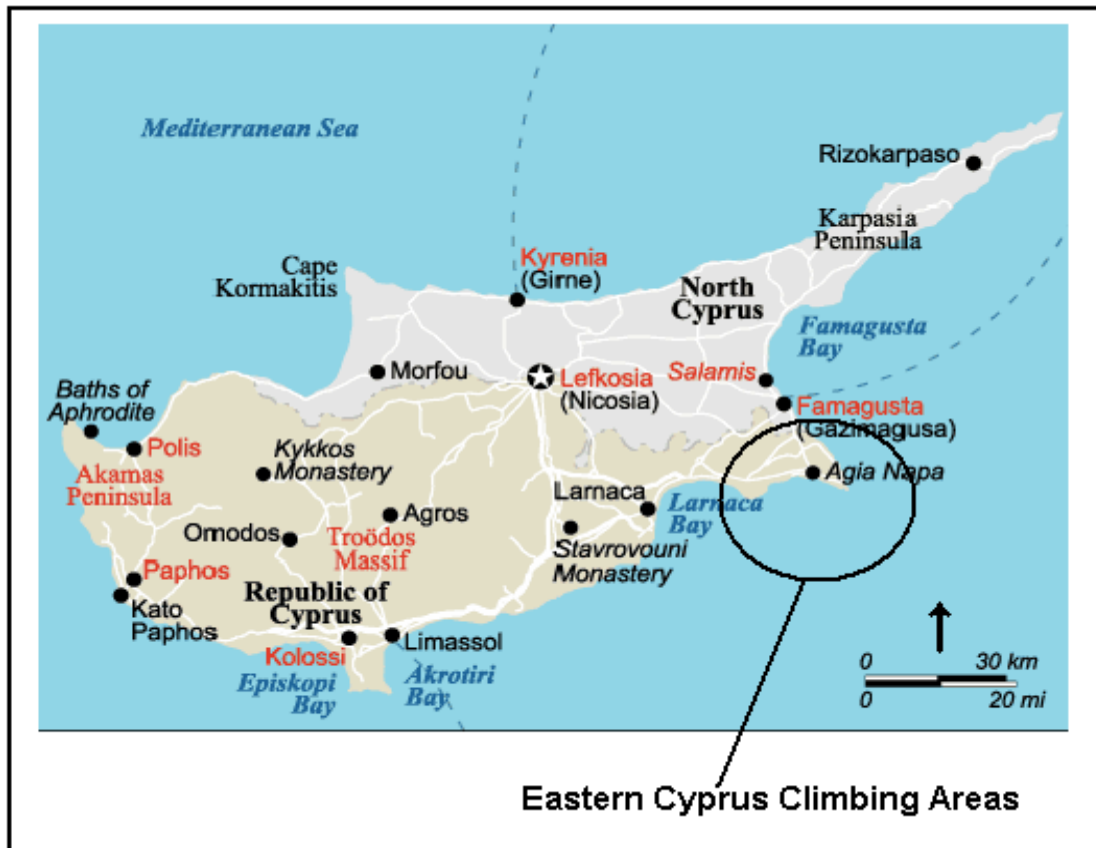 Mediterranean Sea
Rizokarpaso
Karpasia
Peninsula
Cape
Kormakitis
Kyrenia
(Girne)
North
Cyprus
Famagusta
Bay
Morfou
Lefkosia
(Nicosia)
Salamis
Famagusta
(Gazimagusa)
Baths of
Aphrodite
Polis
Akamas
Peninsula
Kykkos
Monastery
Agia Napa
Larnaca
Larnaca
Bay
Agros
Omodos
Troödos
Massif
Stavrovouni
Monastery
Paphos
Kato
Paphos
Republic of
Cyprus
Kolossi
Limassol
Episkopi
Bay
Akrotiri
Bay
0 30 km
0 20 mi
Eastern Cyprus Climbing Areas